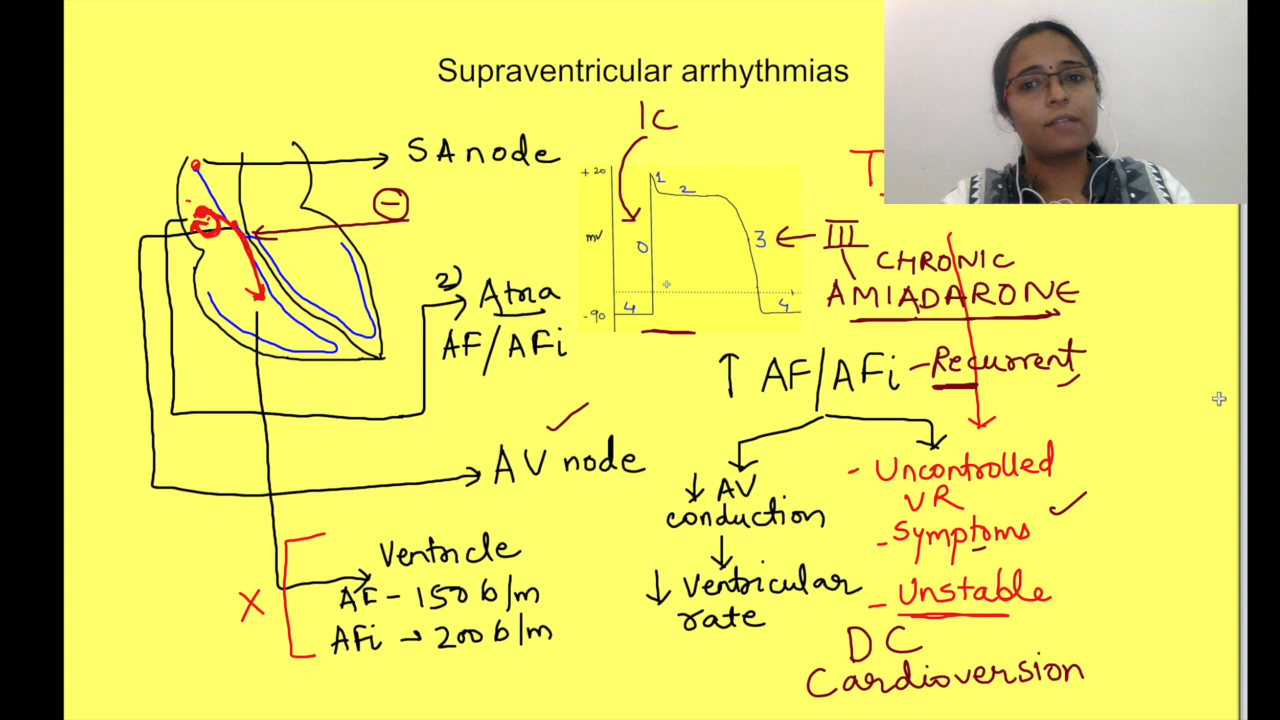 Supraventricular arrhythmias
1c
SA node
T
+20
1
2
mV
0
3
III
CHRONIC
2) Atria
AMIADARONE
-90
4
4
AF/AFi
↑ AF/AFi - Recurrent
AV node
↓ AV
conduction
- Uncontrolled
VR
- Symptoms
Ventricle
AF - 150 b/m
AFi → 200 b/m
↓ Ventricular
rate
- Unstable
X
DC
Cardioversion